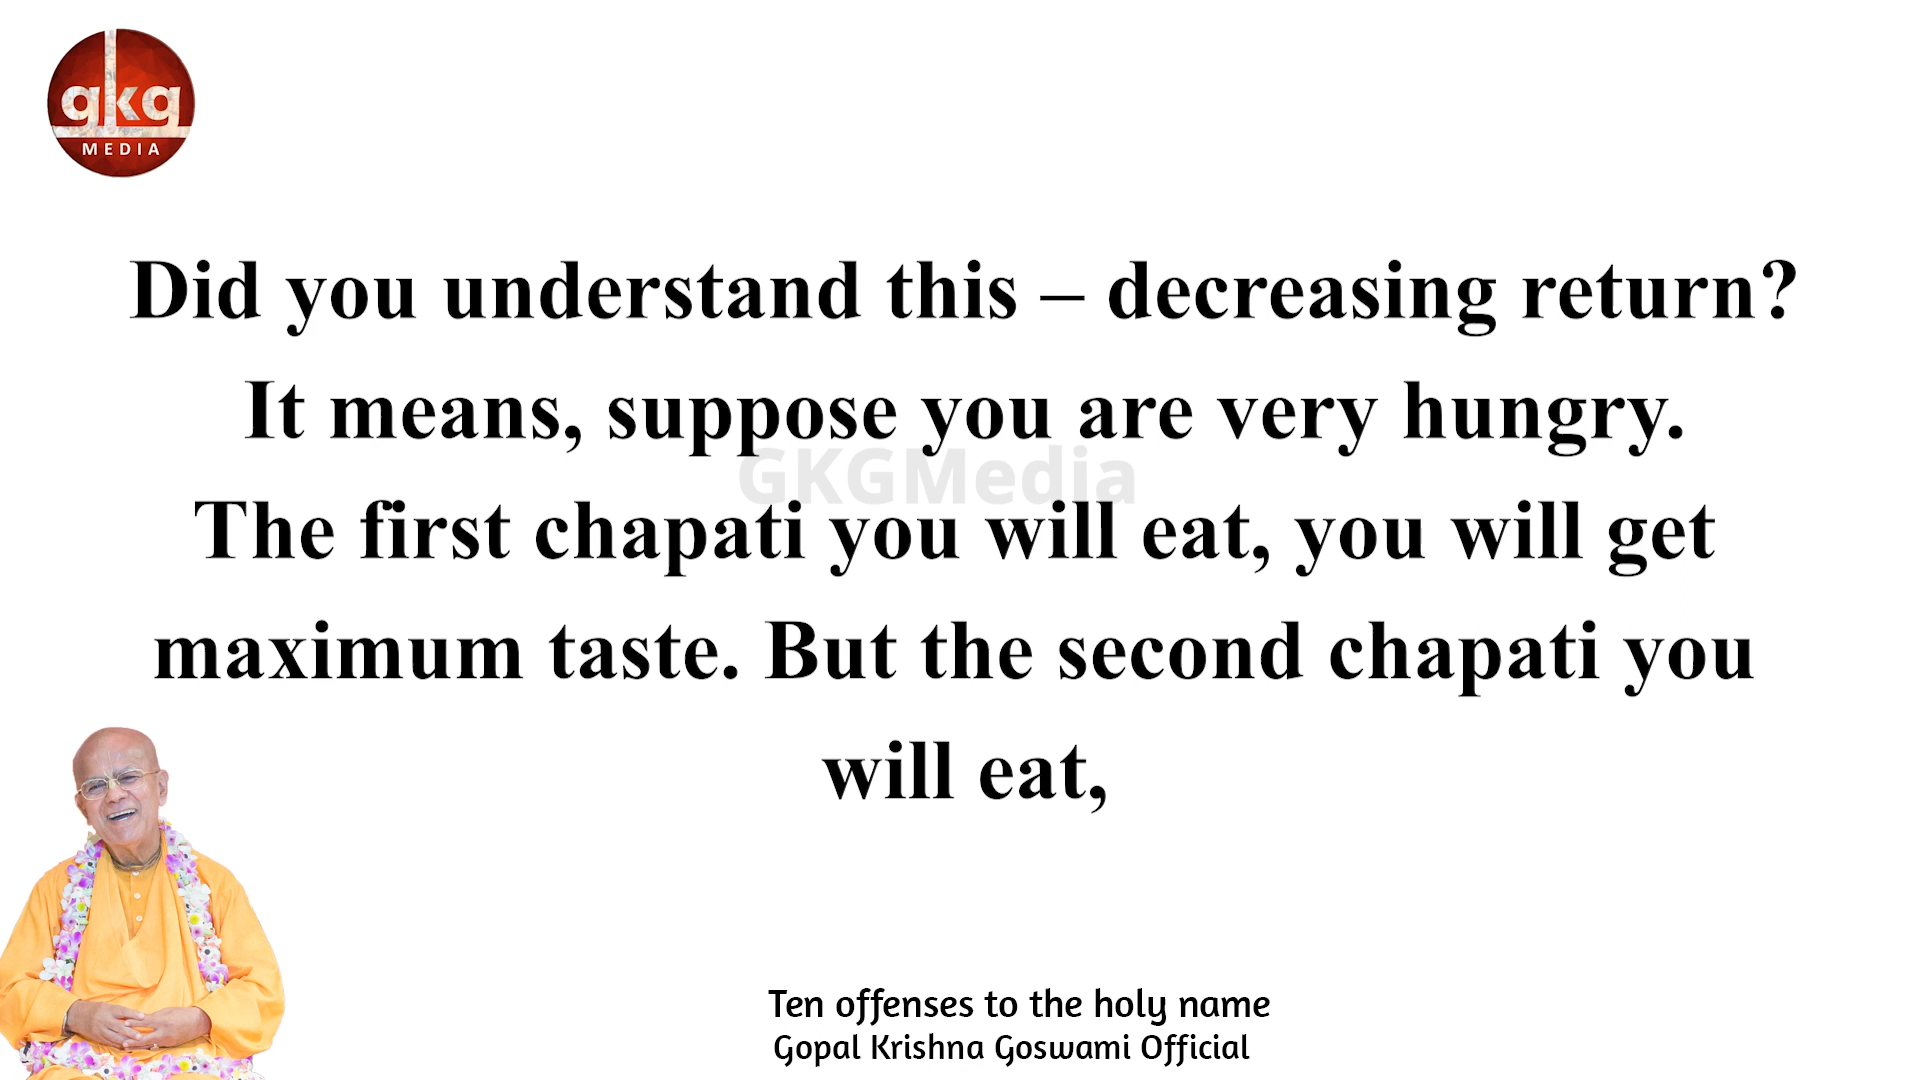 gkg
MEDIA
Did you understand this – decreasing return?
It means, suppose you are very hungry.
GKGMedia
The first chapati you will eat, you will get
maximum taste. But the second chapati you
will eat,
Ten offenses to the holy name
Gopal Krishna Goswami Official